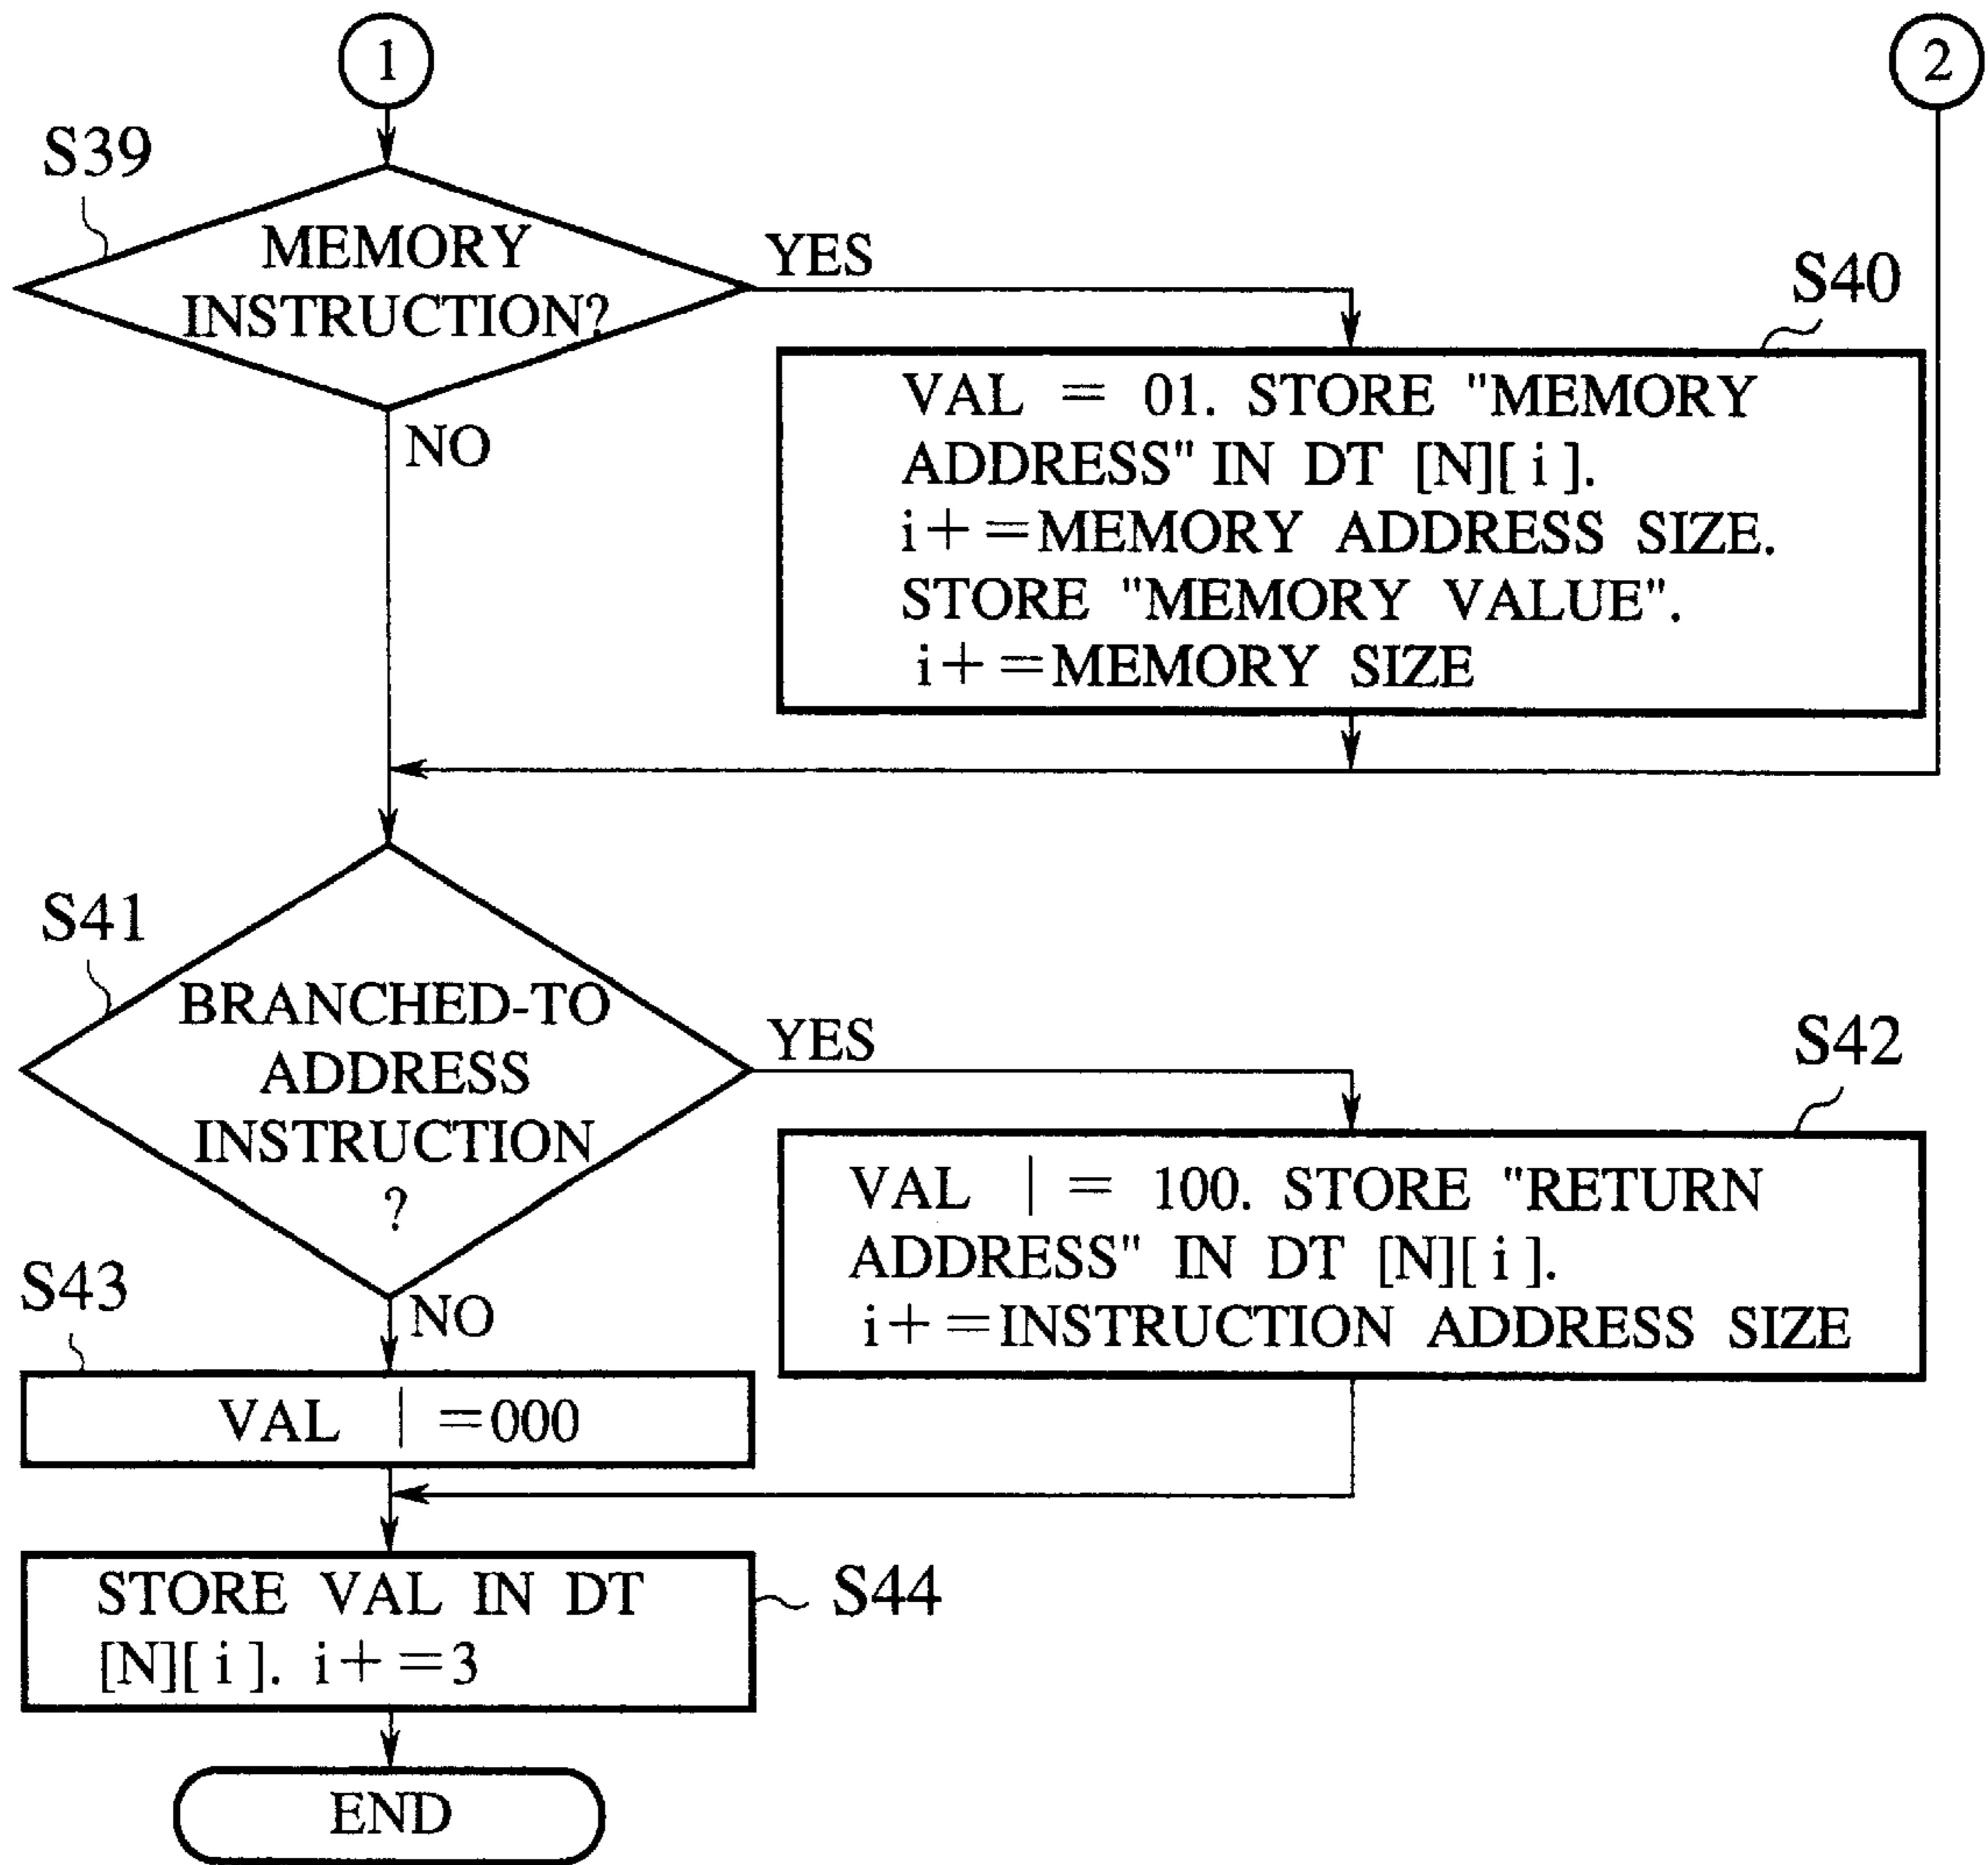 1
2
S39
MEMORY
INSTRUCTION?
YES
NO
S40
VAL = 01. STORE "MEMORY
ADDRESS" IN DT [N][ i ].
i+=MEMORY ADDRESS SIZE.
STORE "MEMORY VALUE".
i+=MEMORY SIZE
S41
BRANCHED-TO
ADDRESS
INSTRUCTION
?
YES
NO
S42
VAL |= 100. STORE "RETURN
ADDRESS" IN DT [N][ i ].
i+=INSTRUCTION ADDRESS SIZE
S43
VAL |=000
STORE VAL IN DT
[N][ i ]. i+=3
S44
END